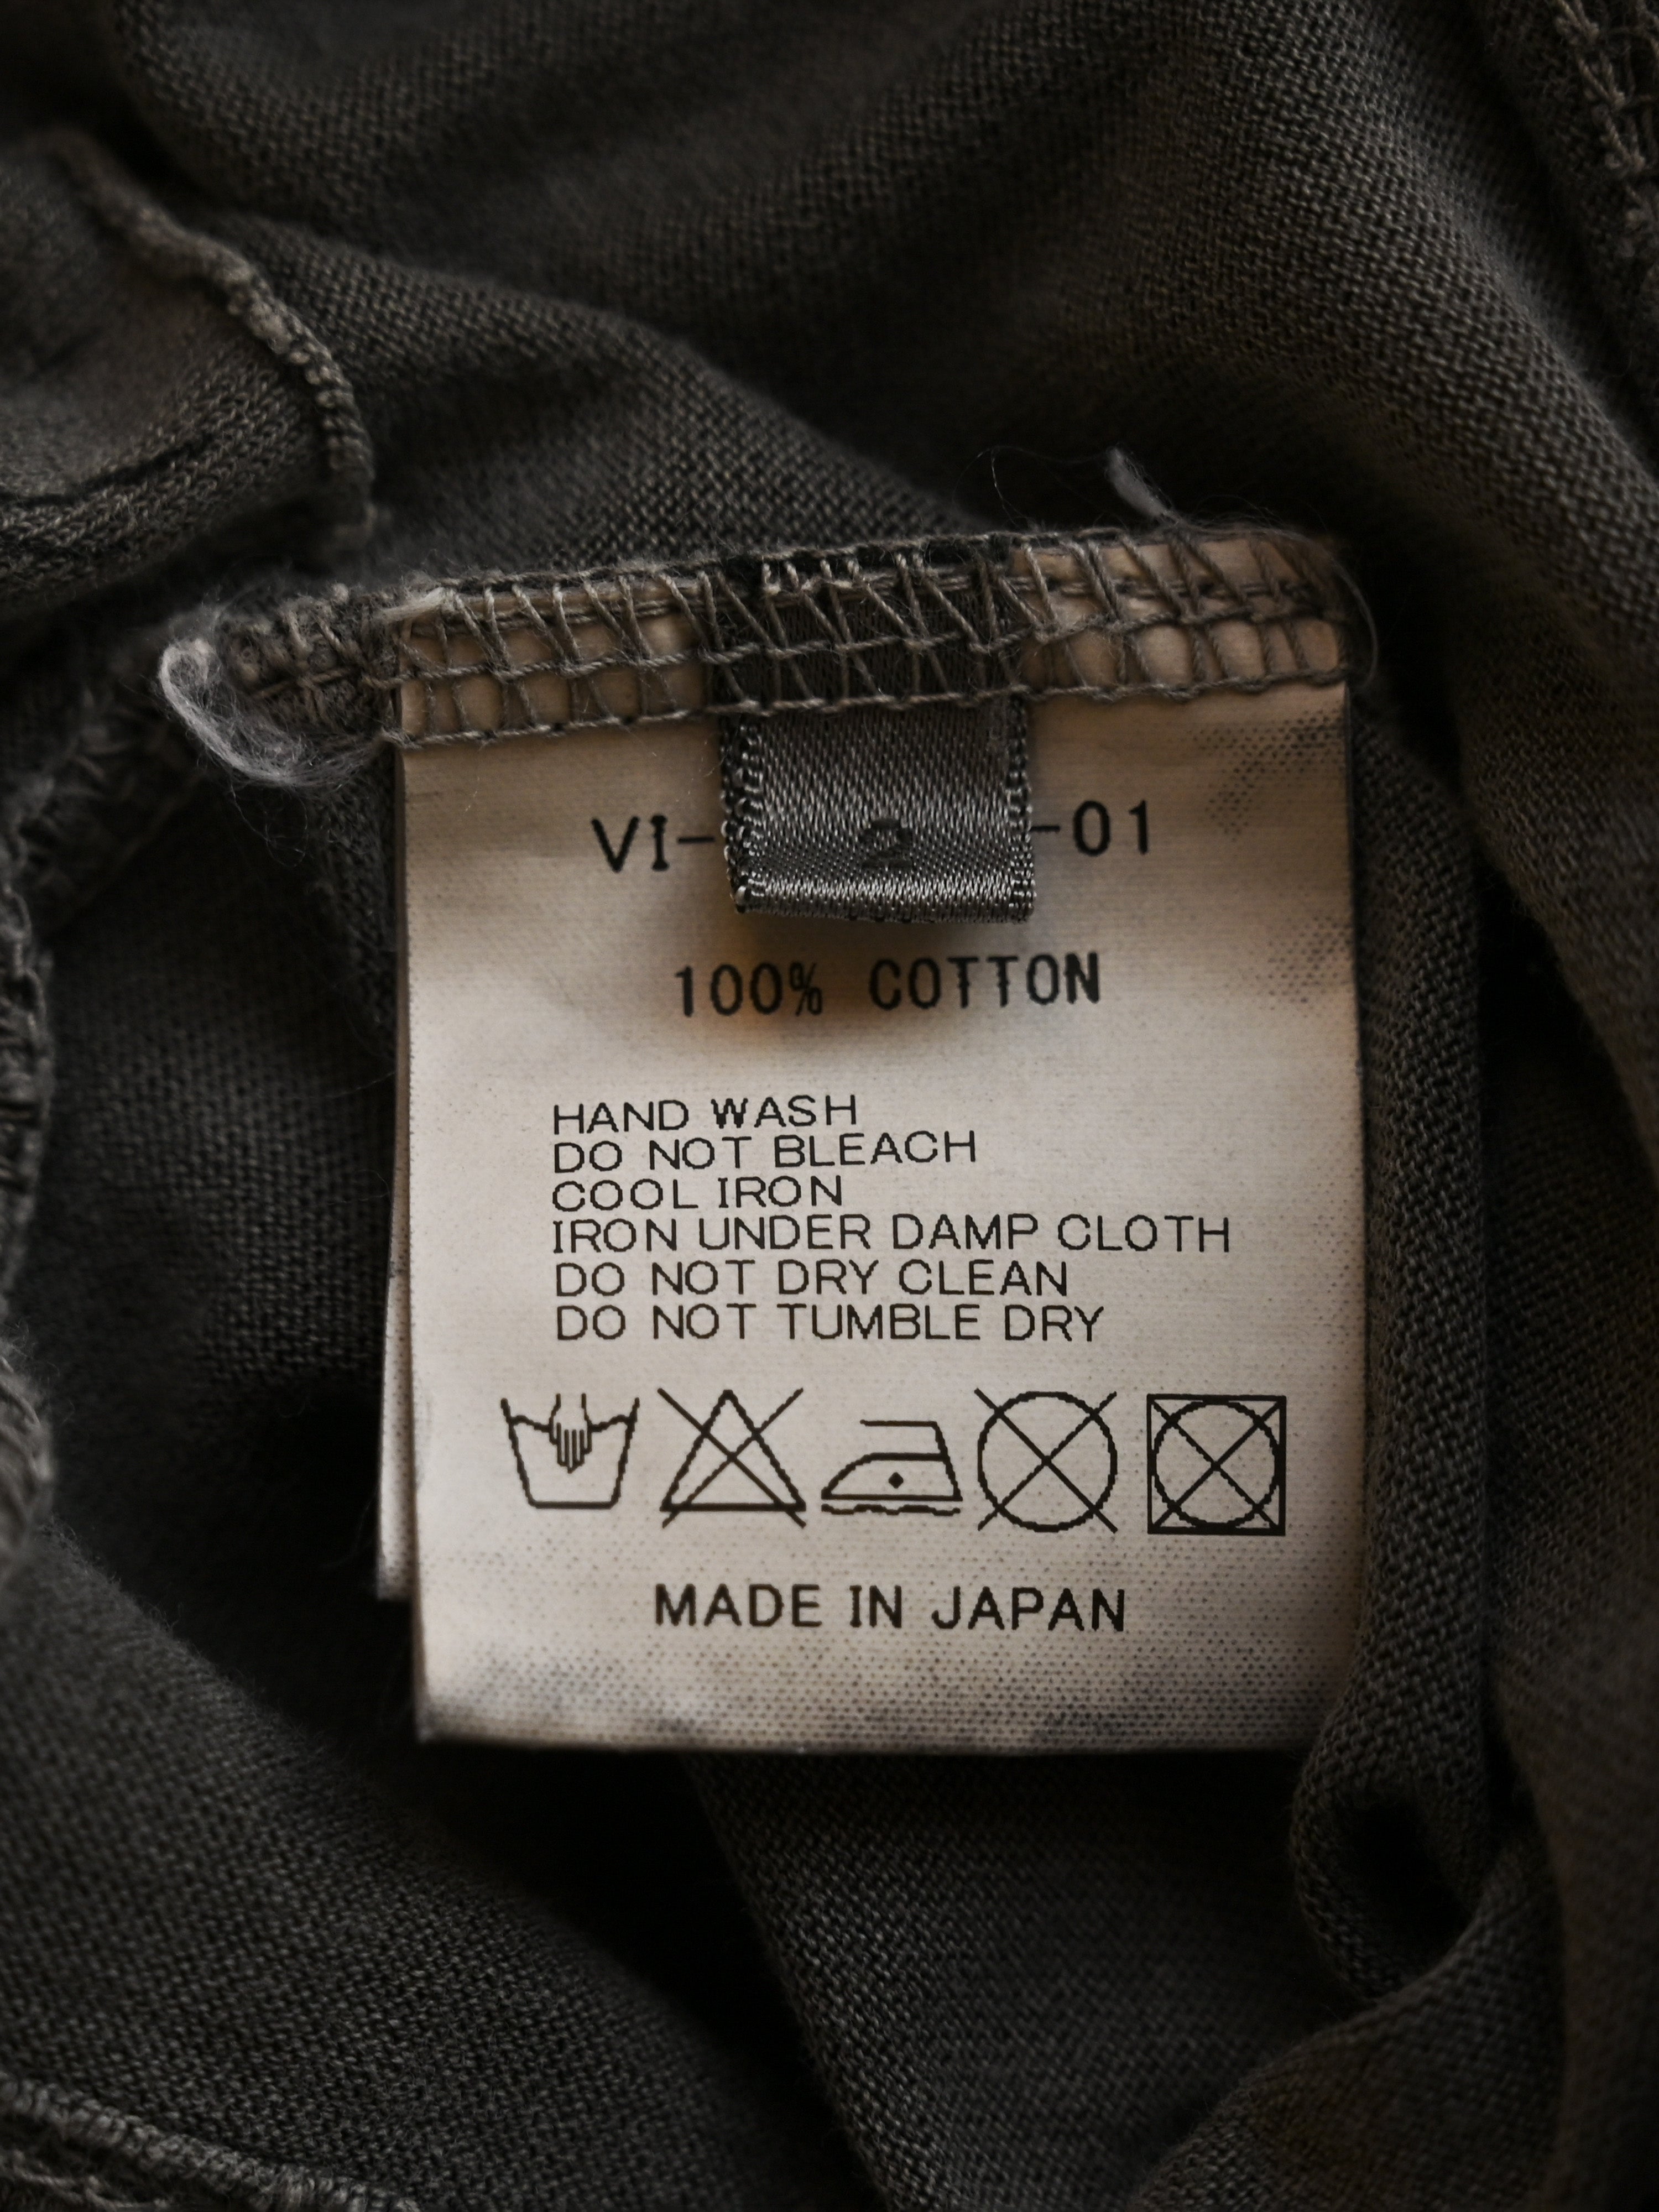 VI- 2 -01
100% COTTON
HAND WASH
DO NOT BLEACH
COOL IRON
IRON UNDER DAMP CLOTH
DO NOT DRY CLEAN
DO NOT TUMBLE DRY
MADE IN JAPAN